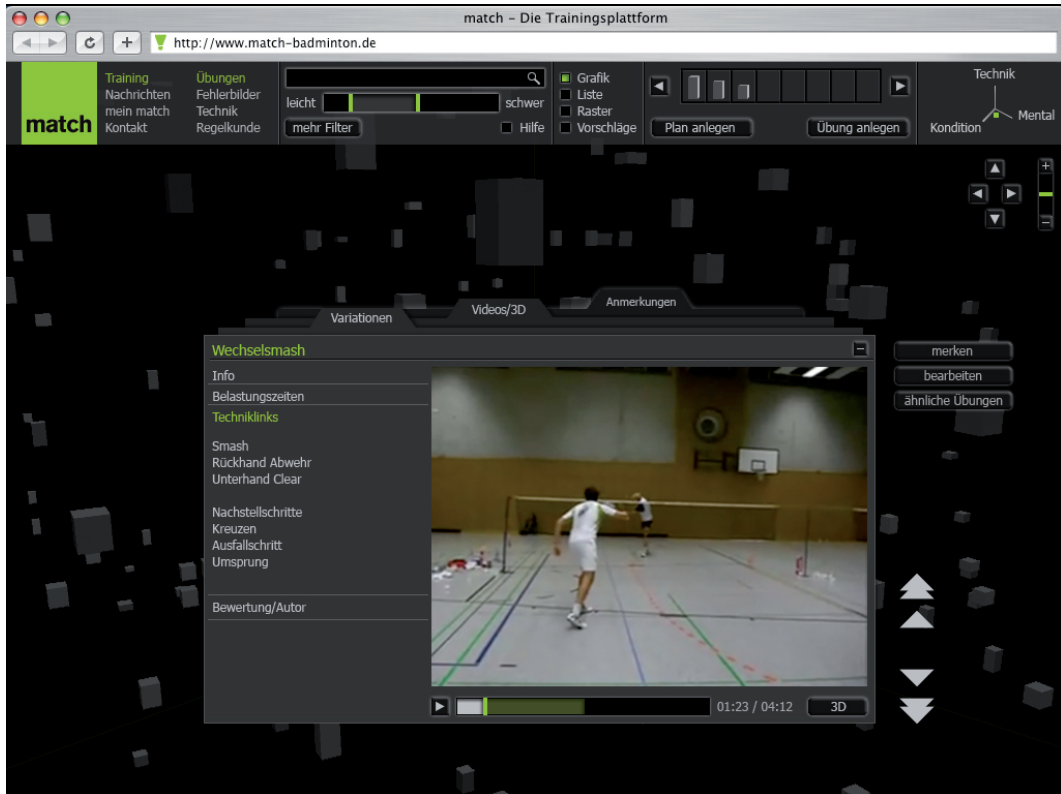 match – Die Trainingsplattform
http://www.match-badminton.de
match
Training
Nachrichten
mein match
Kontakt
Übungen
Fehlerbilder
Technik
Regelkunde
leicht
schwer
mehr Filter
Hilfe
Grafik
Liste
Raster
Vorschläge
Plan anlegen
Übung anlegen
Technik
Kondition
Mental
Variationen
Videos/3D
Anmerkungen
Wechselsmash
Info
Belastungszeiten
Techniklinks
Smash
Rückhand Abwehr
Unterhand Clear
Nachstellschritte
Kreuzen
Ausfallschritt
Umsprung
Bewertung/Autor
01:23 / 04:12
3D
merken
bearbeiten
ähnliche Übungen